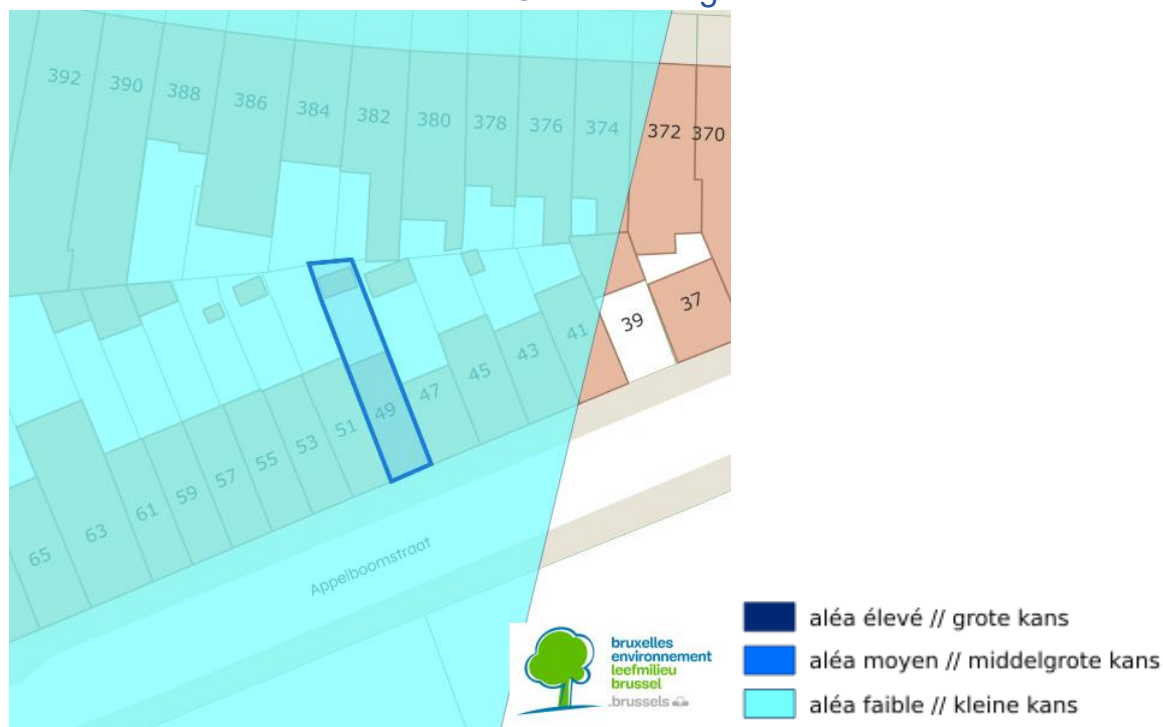 392 390 388 386 384 382 380 378 376 374 372 370
65 63 61 59 57 55 53 51 49 47 45 43 41 39 37
Appelboomstraat
bruxelles
environnement
leefmilieu
brussel
.brussels
aléa élevé // grote kans
aléa moyen // middelgrote kans
aléa faible // kleine kans